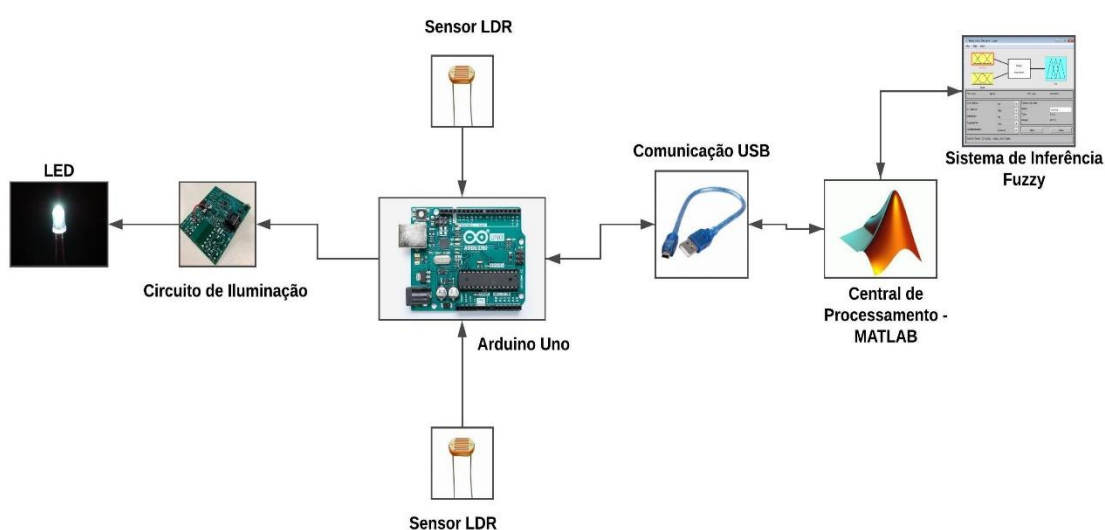 Sensor LDR
LED
Circuito de Iluminação
Arduino Uno
Comunicação USB
Sistema de Inferência
Fuzzy
Central de
Processamento -
MATLAB
Sensor LDR